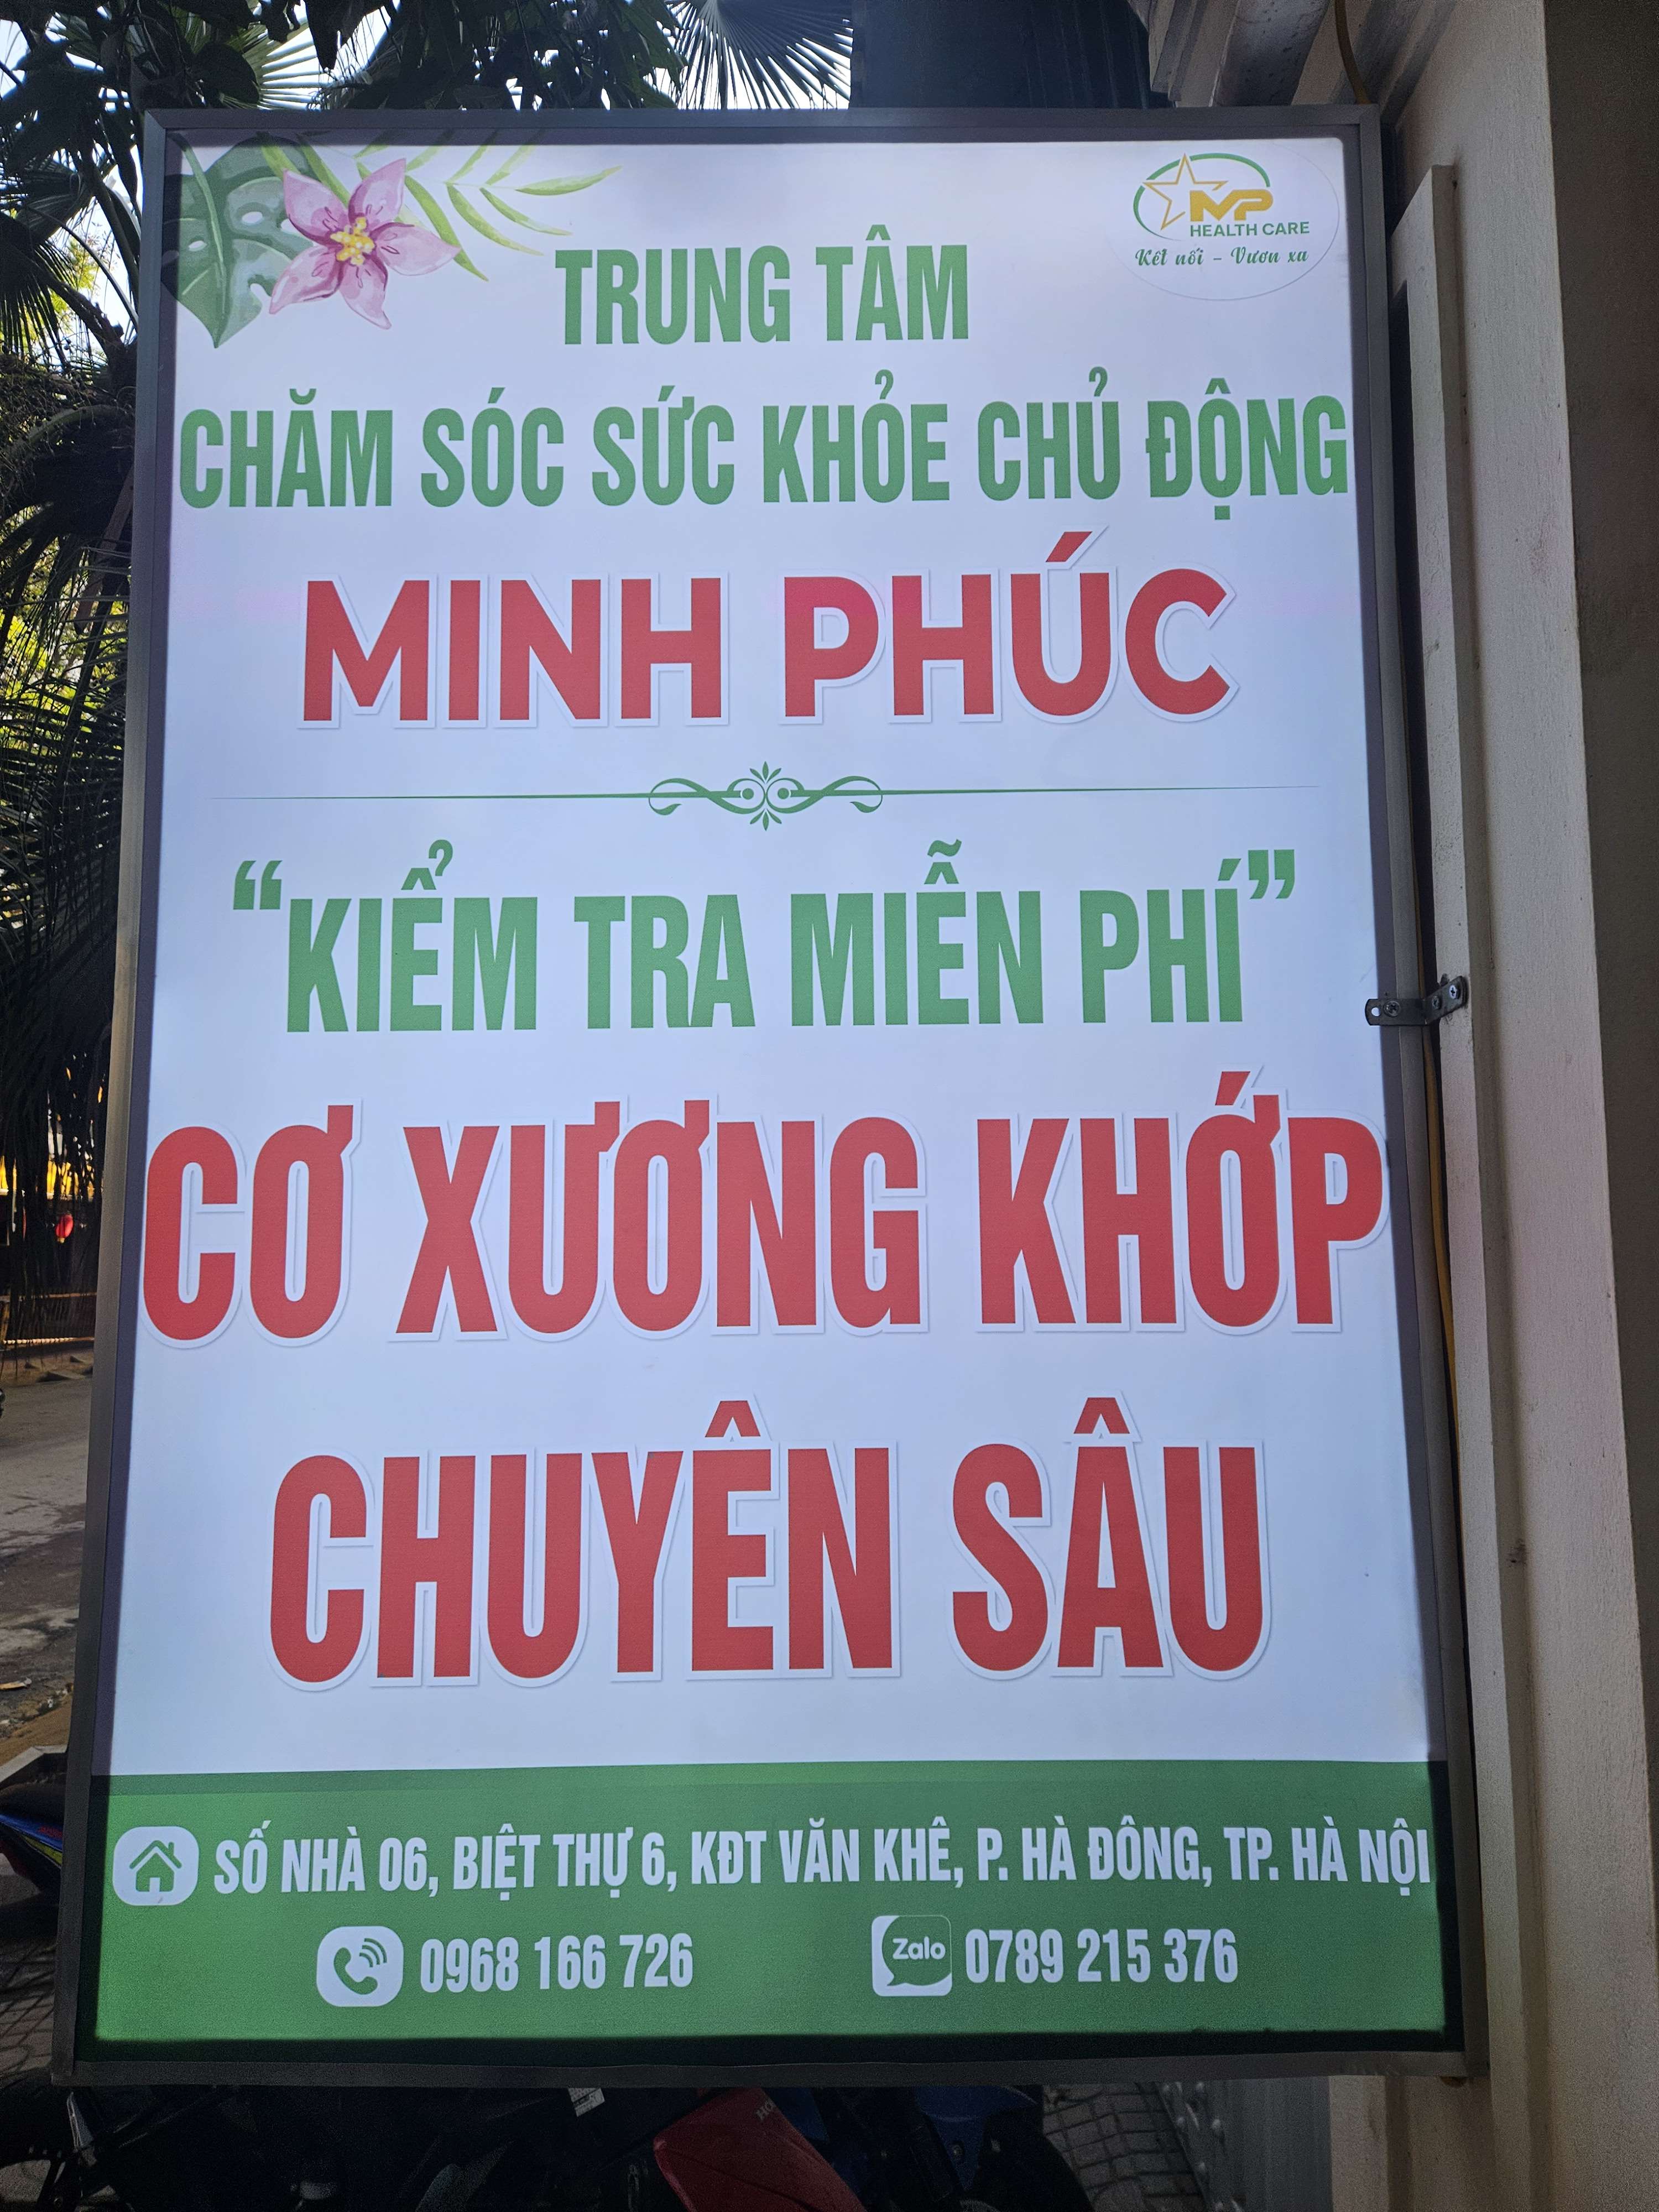 MP
HEALTH CARE
Kết nối - Vươn xa
TRUNG TÂM
CHĂM SÓC SỨC KHỎE CHỦ ĐỘNG
MINH PHÚC
“KIỂM TRA MIỄN PHÍ”
CƠ XƯƠNG KHỚP
CHUYÊN SÂU
SỐ NHÀ 06, BIỆT THỰ 6, KĐT VĂN KHÊ, P. HÀ ĐÔNG, TP. HÀ NỘI
0968 166 726
Zalo 0789 215 376